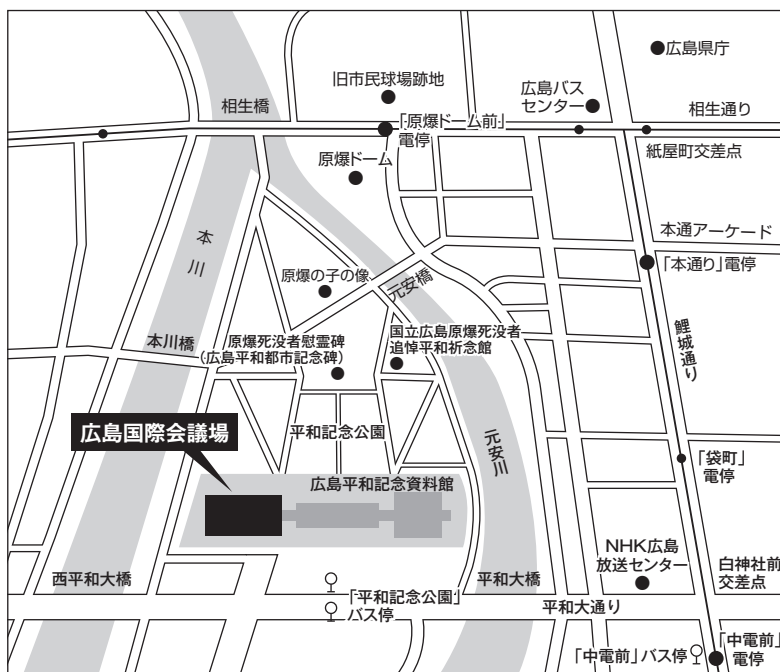 広島県庁
旧市民球場跡地
広島バス
センター
相生橋
相生通り
「原爆ドーム前」
電停
紙屋町交差点
原爆ドーム
本通アーケード
本川
「本通り」電停
原爆の子の像
元安橋
鯉城通り
本川橋
原爆死没者慰霊碑
（広島平和都市記念碑）
国立広島原爆死没者
追悼平和祈念館
広島国際会議場
平和記念公園
元安川
「袋町」
電停
広島平和記念資料館
NHK広島
放送センター
白神社前
交差点
西平和大橋
平和大橋
「平和記念公園」
バス停
平和大通り
「中電前」バス停
「中電前」
電停